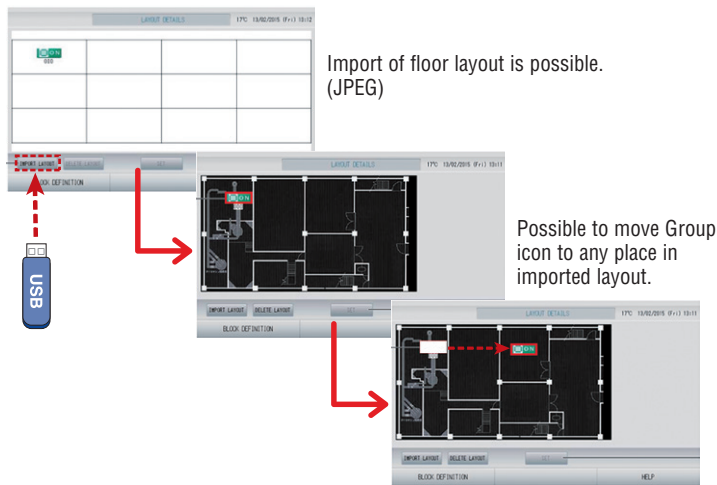 LAYOUT DETAILS
17℃ 13/02/2015 (Fri) 13:12
ON
000
Import of floor layout is possible.
(JPEG)
IMPORT LAYOUT
DELETE LAYOUT
SET
BLOCK DEFINITION
USB
LAYOUT DETAILS
17℃ 13/02/2015 (Fri) 13:11
ON
Possible to move Group
icon to any place in
imported layout.
IMPORT LAYOUT
DELETE LAYOUT
SET
BLOCK DEFINITION
LAYOUT DETAILS
17℃ 13/02/2015 (Fri) 13:11
ON
IMPORT LAYOUT
DELETE LAYOUT
SET
BLOCK DEFINITION
HELP